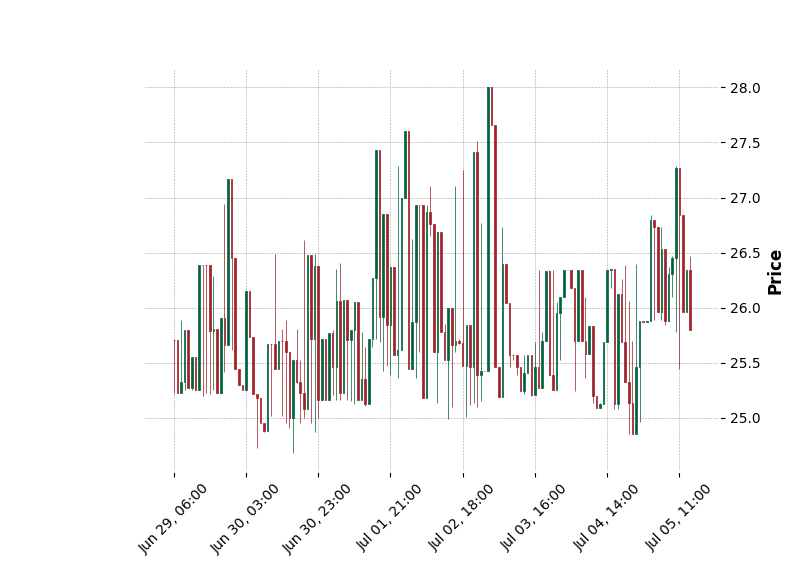 28.0
27.5
27.0
26.5
26.0
25.5
25.0
Price
Jun 29, 06:00
Jun 30, 03:00
Jun 30, 23:00
Jul 01, 21:00
Jul 02, 18:00
Jul 03, 16:00
Jul 04, 14:00
Jul 05, 11:00